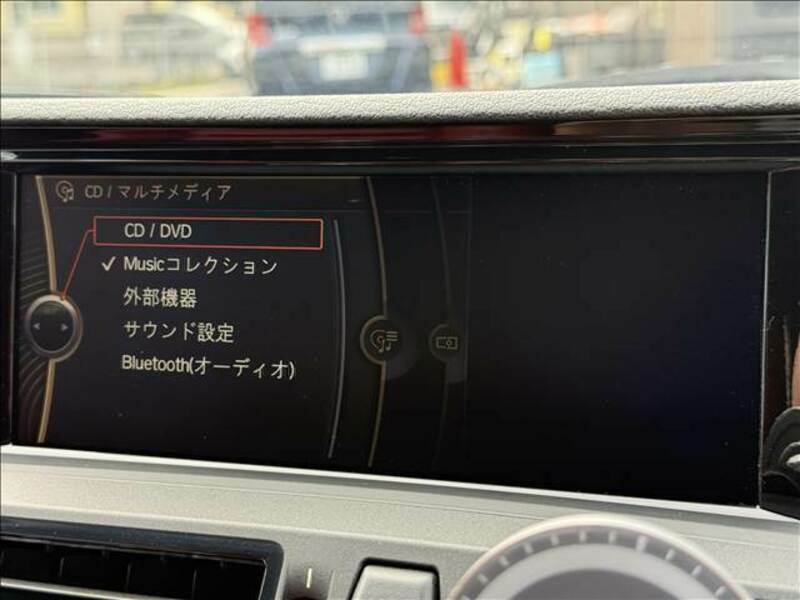 CD / マルチメディア
CD / DVD
✓ Musicコレクション
外部機器
サウンド設定
Bluetooth(オーディオ)